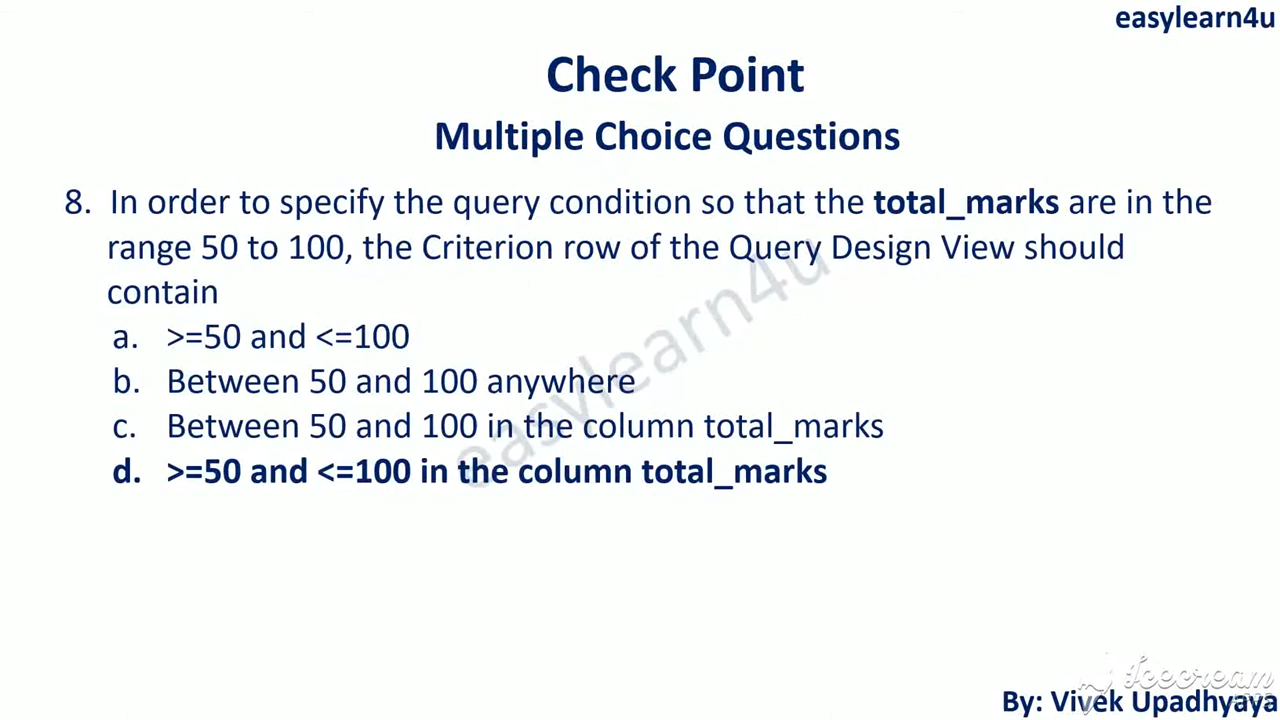 easylearn4u
Check Point
Multiple Choice Questions
8. In order to specify the query condition so that the total_marks are in the
range 50 to 100, the Criterion row of the Query Design View should
contain
a. >=50 and <=100
b. Between 50 and 100 anywhere
c. Between 50 and 100 in the column total_marks
d. >=50 and <=100 in the column total_marks
easylearn4u
Icecream
APPS
By: Vivek Upadhyaya